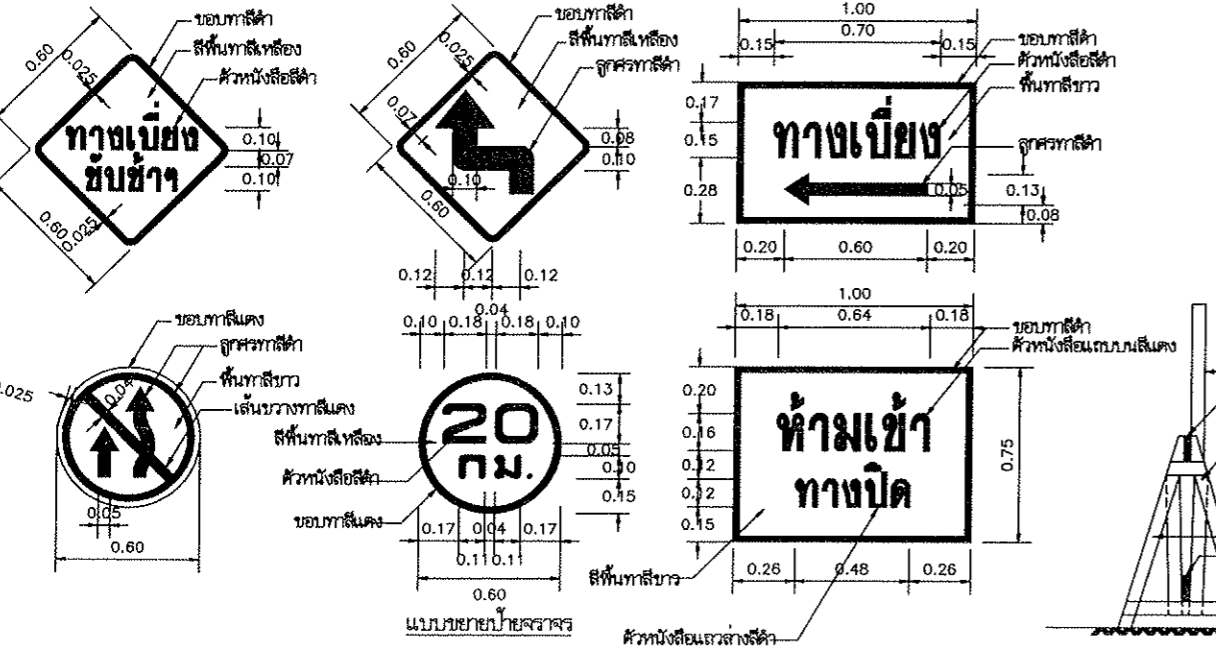 ขอบทาสีดำ
สีพื้นทาสีเหลือง
ตัวหนังสือสีดำ
0.60
0.025
ทางเบี่ยง
ขับช้าๆ
0.10
0.07
0.10
0.60
0.025
ขอบทาสีดำ
สีพื้นทาสีเหลือง
ลูกศรทาสีดำ
0.60
0.025
0.07
0.08
0.10
0.10
0.60
0.12
0.12
0.12
1.00
0.15
0.70
0.15
ขอบทาสีดำ
ตัวหนังสือสีดำ
พื้นทาสีขาว
ลูกศรทาสีดำ
0.17
0.15
0.28
ทางเบี่ยง
0.05
0.13
0.08
0.20
0.60
0.20
ขอบทาสีแดง
ลูกศรทาสีดำ
พื้นทาสีขาว
เส้นขวางทาสีแดง
0.025
0.04
0.05
0.60
0.04
0.10
0.18
0.18
0.10
20
กม.
สีพื้นทาสีเหลือง
ตัวหนังสือสีดำ
ขอบทาสีแดง
0.13
0.17
0.05
0.10
0.15
0.17
0.04
0.17
0.11
0.11
0.60
แบบขยายป้ายจราจร
1.00
0.18
0.64
0.18
ขอบทาสีดำ
ตัวหนังสือแถบบนสีแดง
0.20
0.16
0.12
0.12
0.15
ห้ามเข้า
ทางปิด
0.75
0.26
0.48
0.26
สีพื้นทาสีขาว
ตัวหนังสือแถวล่างสีดำ